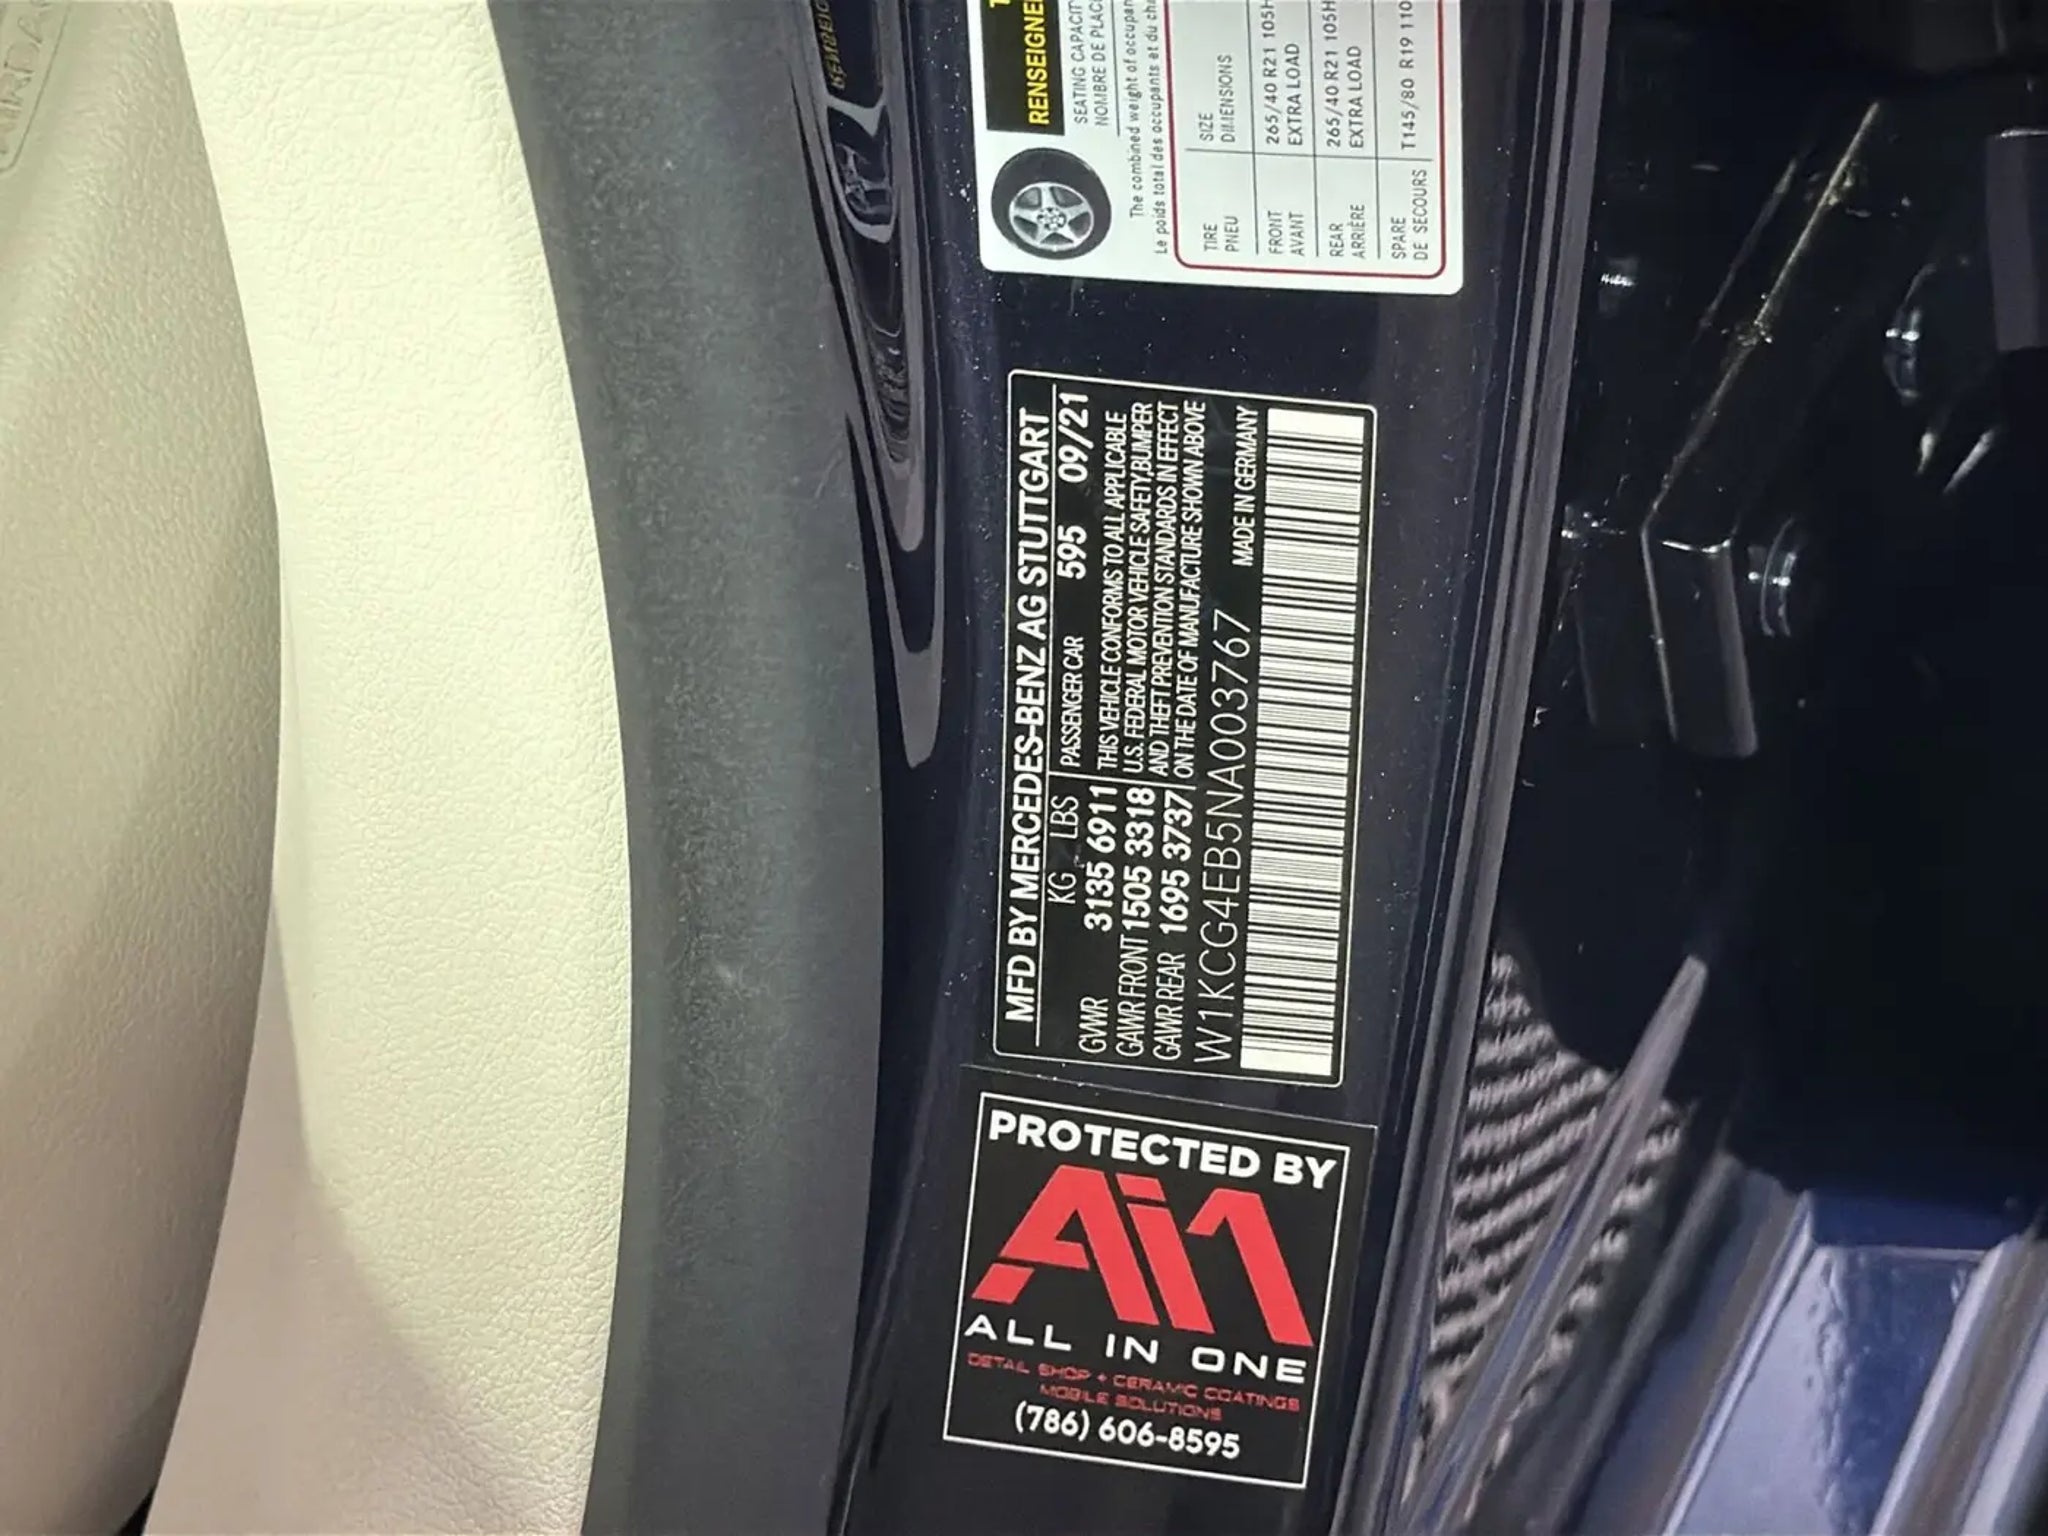 RENSEIGNE
SEATING CAPACIT
NOMBRE DE PLAC
The combined weight of occupan
Le poids total des occupants et du ch
TIRE SIZE
PNEU DIMENSIONS
FRONT 265/40 R21 105H
AVANT EXTRA LOAD
REAR 265/40 R21 105H
ARRIÈRE EXTRA LOAD
SPARE T145/80 R19 110
DE SECOURS
MFD BY MERCEDES-BENZ AG STUTTGART
KG LBS PASSENGER CAR 595 09/21
GVWR 3135 6911 THIS VEHICLE CONFORMS TO ALL APPLICABLE
GAWR FRONT 1505 3318 U.S. FEDERAL MOTOR VEHICLE SAFETY,BUMPER
GAWR REAR 1695 3737 AND THEFT PREVENTION STANDARDS IN EFFECT
ON THE DATE OF MANUFACTURE SHOWN ABOVE
W1KCG4EB5NA003767 MADE IN GERMANY
PROTECTED BY
ALL IN ONE
DETAIL SHOP + CERAMIC COATINGS
MOBILE SOLUTIONS
(786) 606-8595